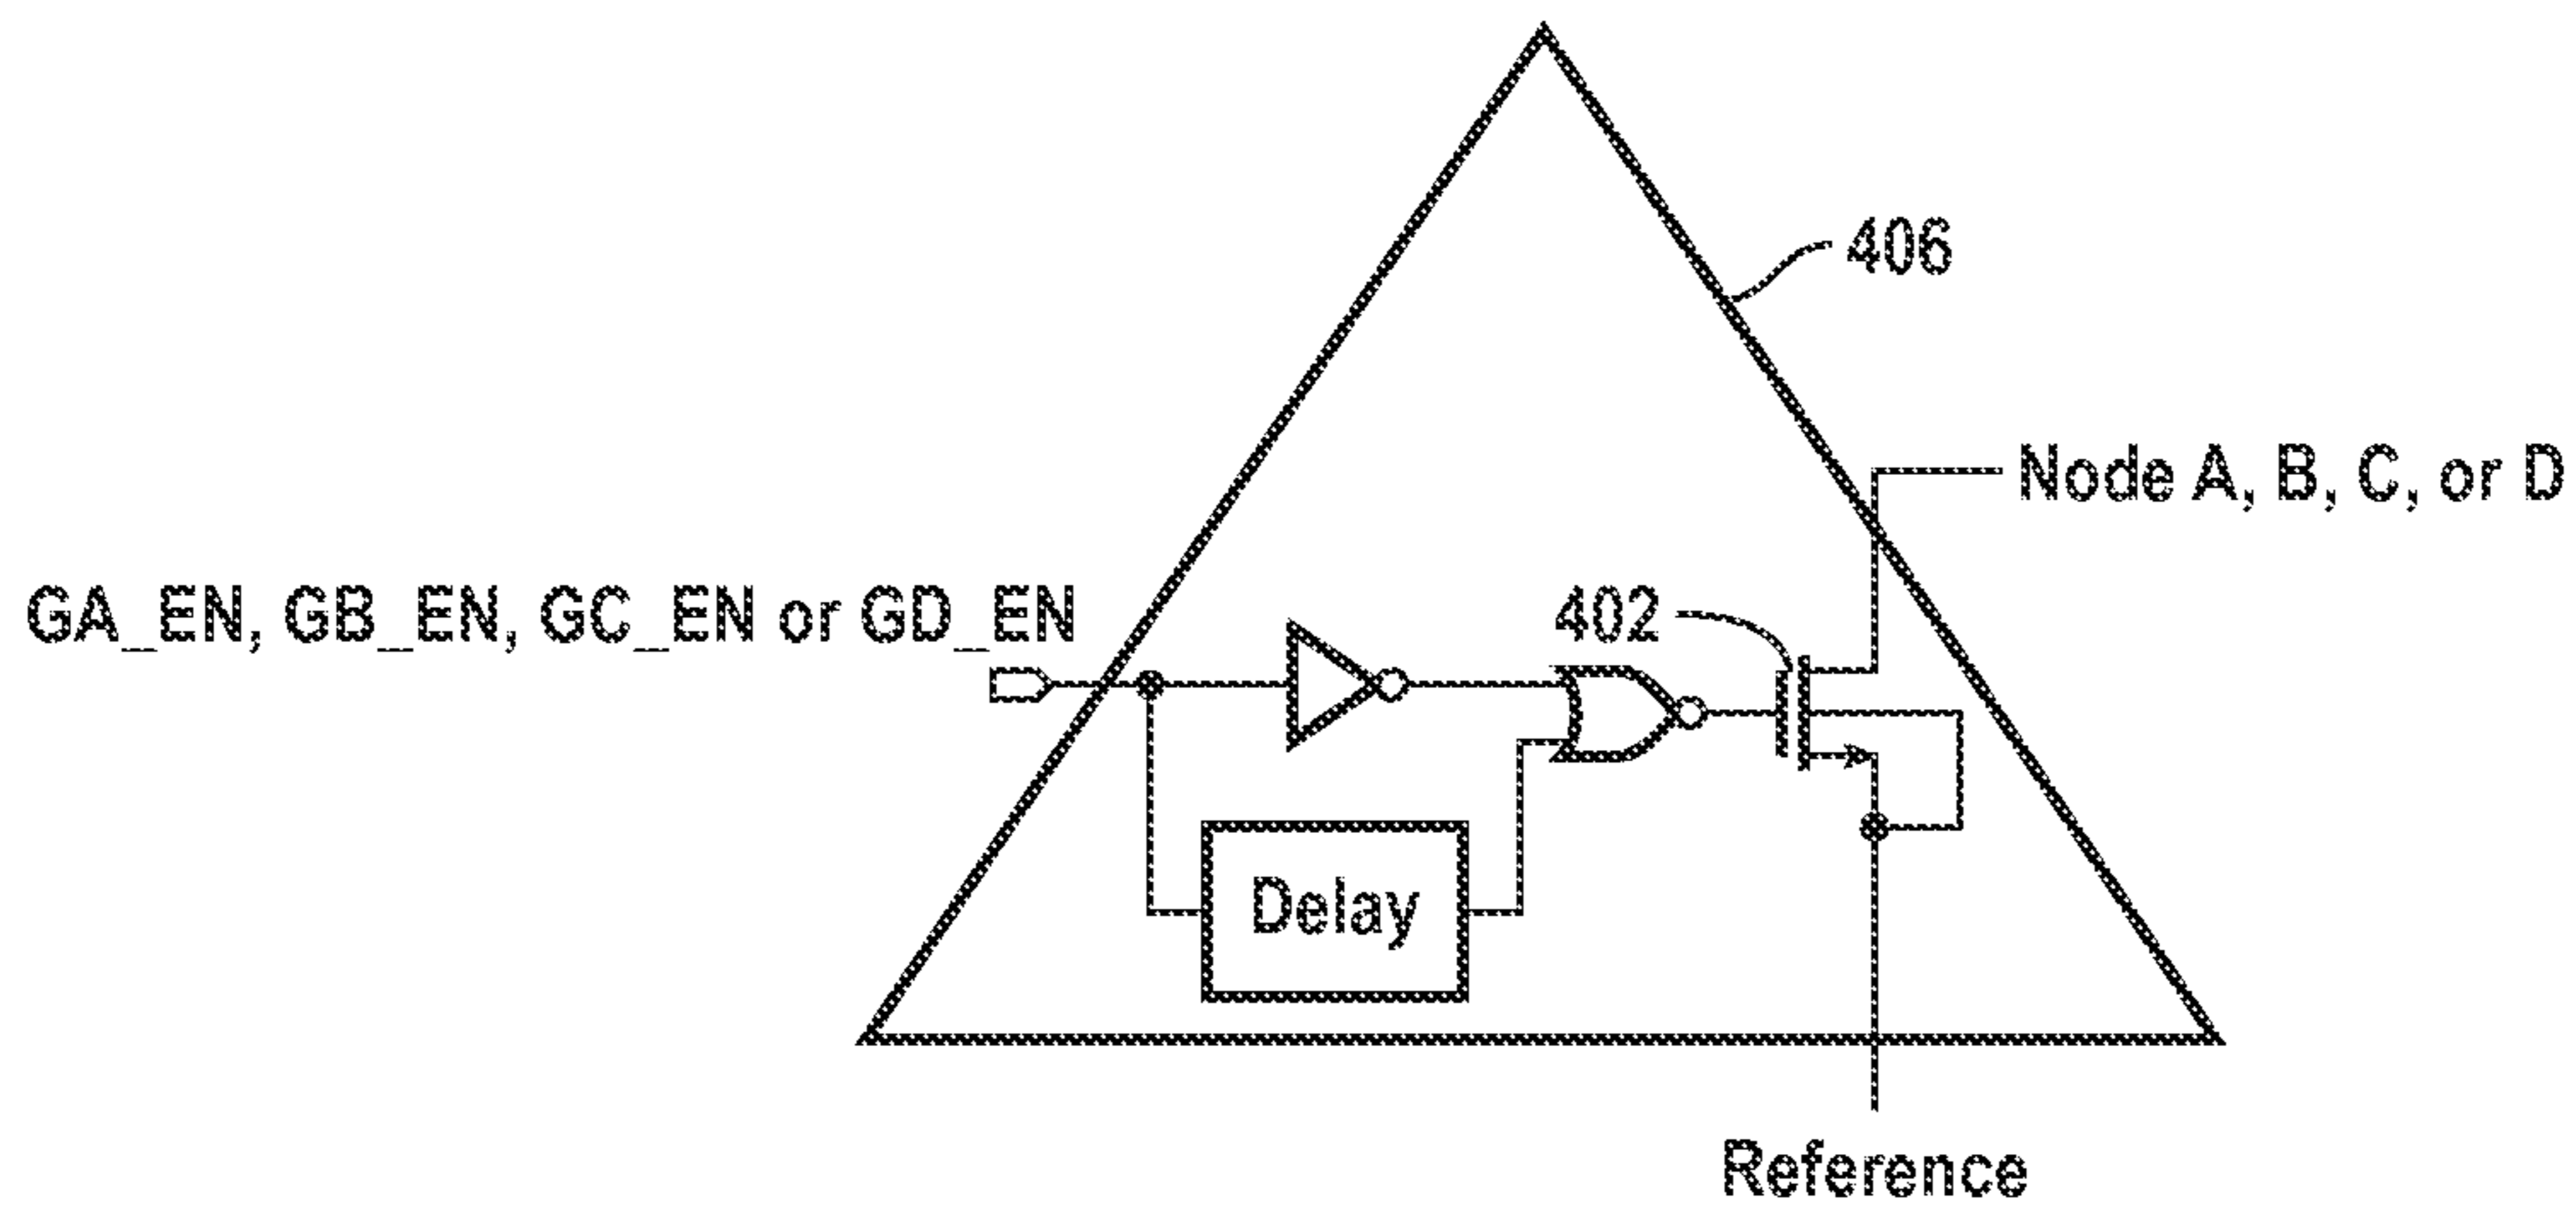 406
Node A, B, C, or D
GA_EN, GB_EN, GC_EN or GD_EN
402
Delay
Reference